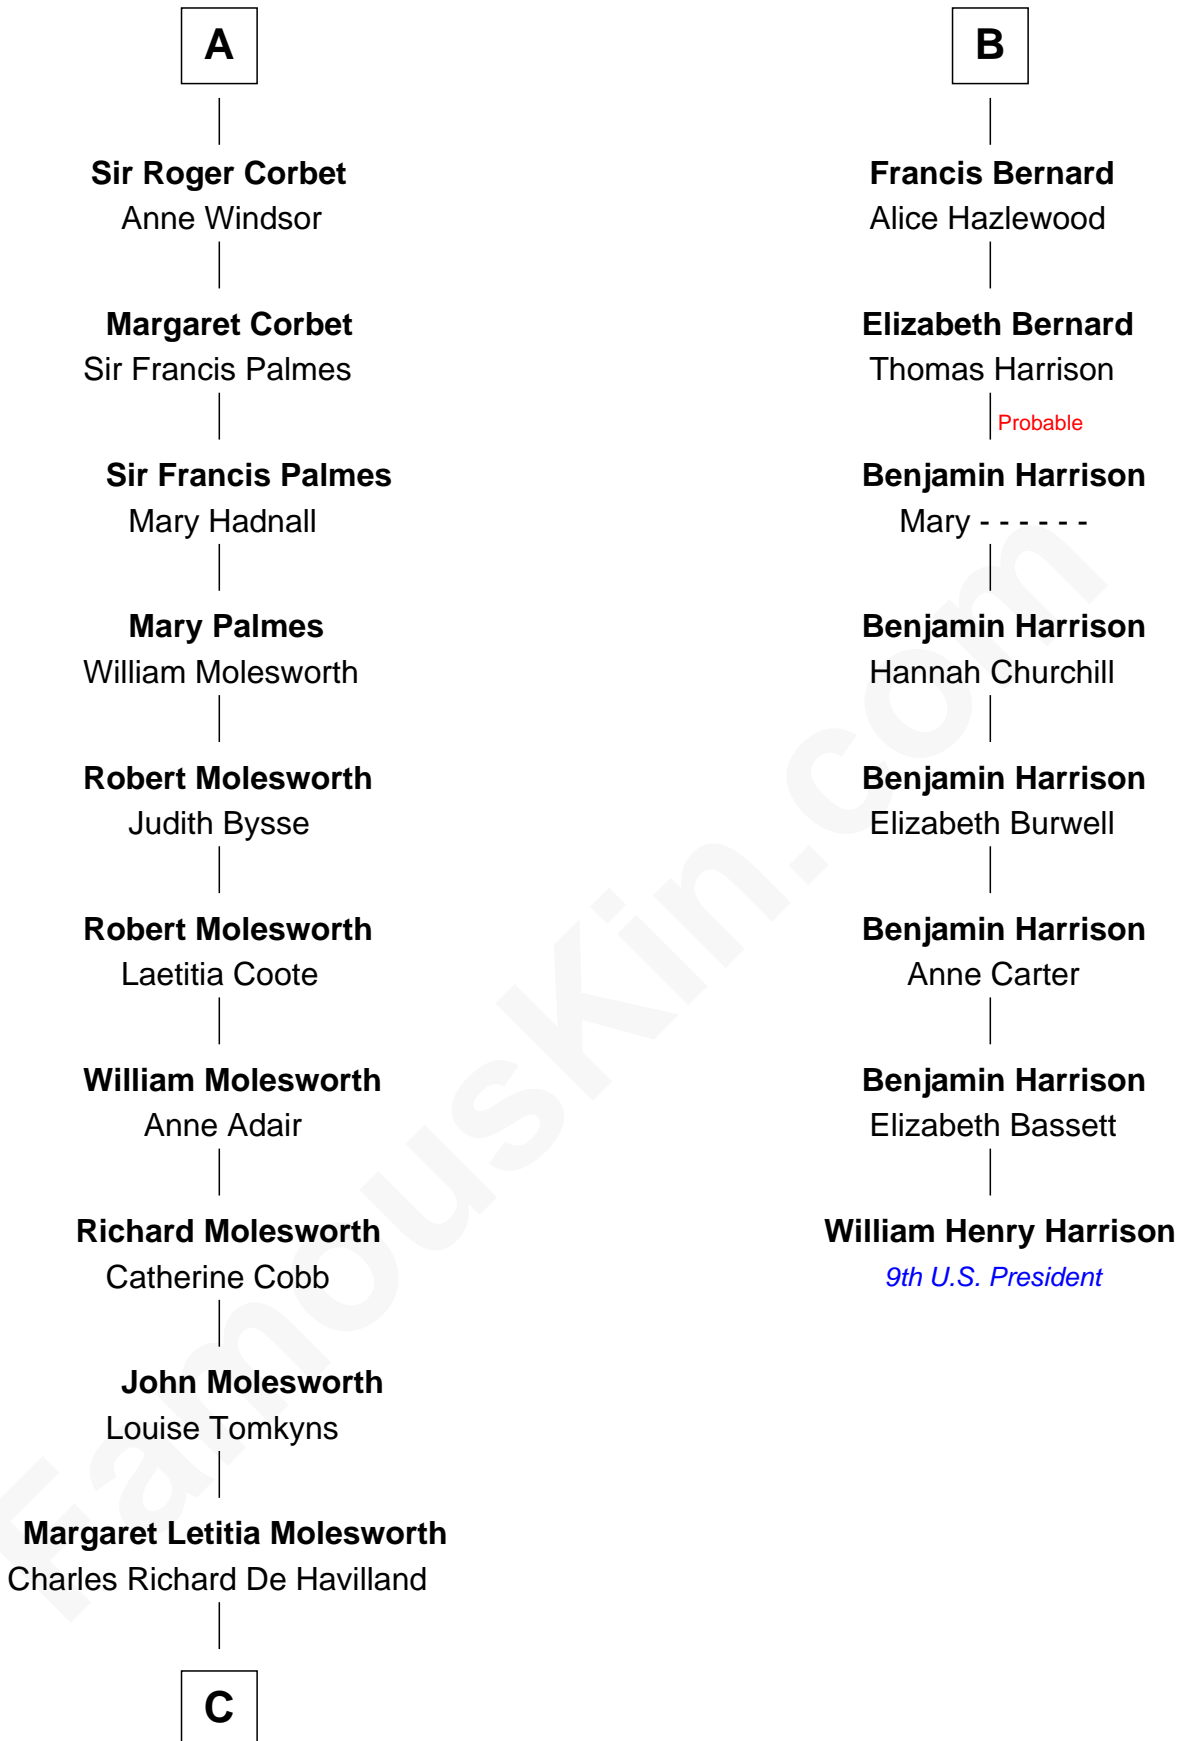 A
Sir Roger Corbet
Anne Windsor
Margaret Corbet
Sir Francis Palmes
Sir Francis Palmes
Mary Hadnall
Mary Palmes
William Molesworth
Robert Molesworth
Judith Bysse
Robert Molesworth
Laetitia Coote
William Molesworth
Anne Adair
Richard Molesworth
Catherine Cobb
John Molesworth
Louise Tomkyns
Margaret Letitia Molesworth
Charles Richard De Havilland
C
B
Francis Bernard
Alice Hazlewood
Elizabeth Bernard
Thomas Harrison
Probable
Benjamin Harrison
Mary - - - - - -
Benjamin Harrison
Hannah Churchill
Benjamin Harrison
Elizabeth Burwell
Benjamin Harrison
Anne Carter
Benjamin Harrison
Elizabeth Bassett
William Henry Harrison
9th U.S. President
FamousKin.com